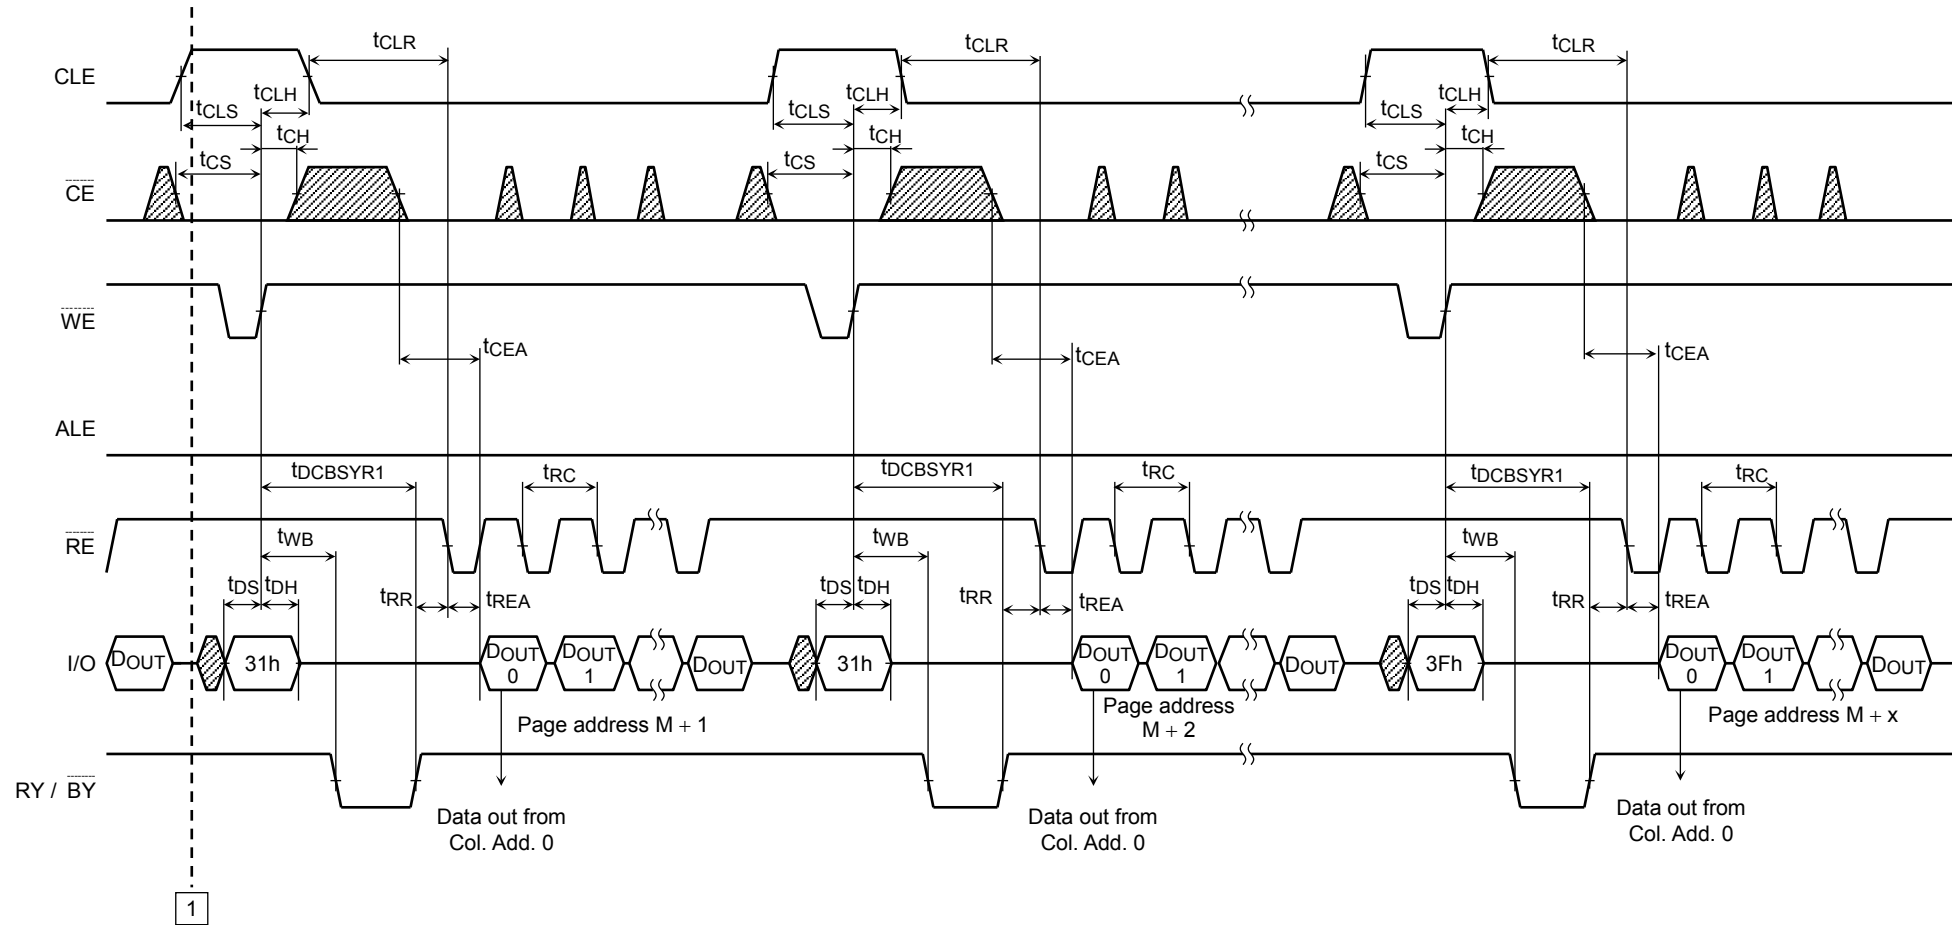 tCLR tCLR tCLR
CLE
tCLH tCLH tCLH
tCLS tCLS tCLS
tCH tCH tCH
tCS tCS tCS
CE
WE
tCEA tCEA tCEA
ALE
tDCBSYR1 tRC tDCBSYR1 tRC tDCBSYR1 tRC
RE
tWB tWB tWB
tDS tDH tDS tDH tDS tDH
tRR tREA tRR tREA tRR tREA
I/O DOUT 31h DOUT 0 DOUT 1 DOUT 31h DOUT 0 DOUT 1 DOUT 3Fh DOUT 0 DOUT 1 DOUT
Page address M + 1
Page address
M + 2
Page address M + x
RY / BY
Data out from
Col. Add. 0
Data out from
Col. Add. 0
Data out from
Col. Add. 0
1